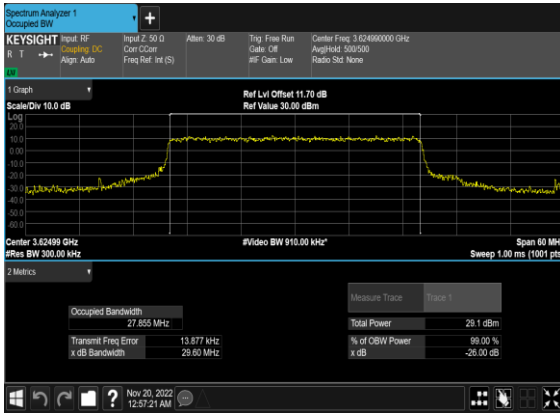 Spectrum Analyzer 1
Occupied BW
+
KEYSIGHT
R T
Input: RF
Coupling: DC
Align: Auto
Input Z: 50 Ω
Corr CCorr
Freq Ref: Int (S)
Atten: 30 dB
Trig: Free Run
Gate: Off
#IF Gain: Low
Center Freq: 3.624990000 GHz
Avg|Hold: 500/500
Radio Std: None
1 Graph
Scale/Div 10.0 dB
Ref Lvl Offset 11.70 dB
Ref Value 30.00 dBm
Log
20.0
10.0
0.00
-10.0
-20.0
-30.0
-40.0
-50.0
-60.0
Center 3.62499 GHz
#Video BW 910.00 kHz*
Span 60 MH
#Res BW 300.00 kHz
Sweep 1.00 ms (1001 pts
2 Metrics
Measure Trace
Trace 1
Occupied Bandwidth
27.855 MHz
Total Power
29.1 dBm
Transmit Freq Error
13.877 kHz
% of OBW Power
99.00 %
x dB Bandwidth
29.60 MHz
x dB
-26.00 dB
?
Nov 20, 2022
12:57:21 AM